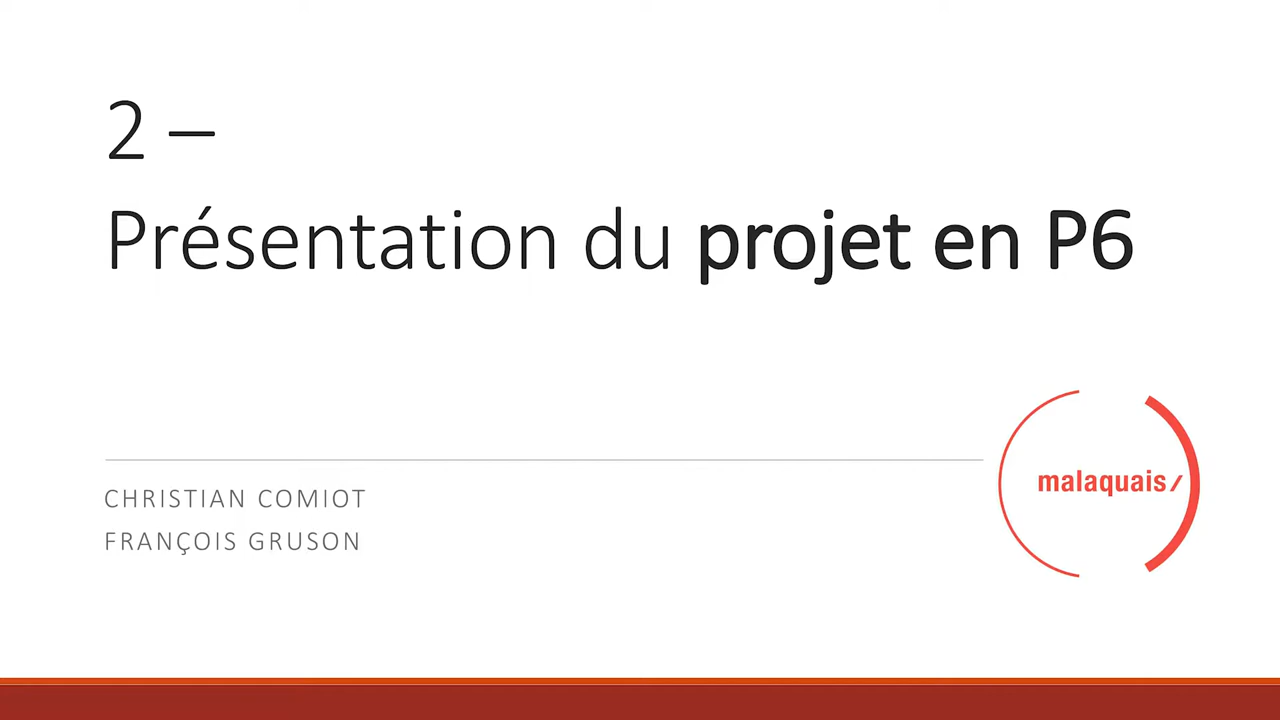 2 –
Présentation du projet en P6
CHRISTIAN COMIOT
FRANÇOIS GRUSON
malaquais/